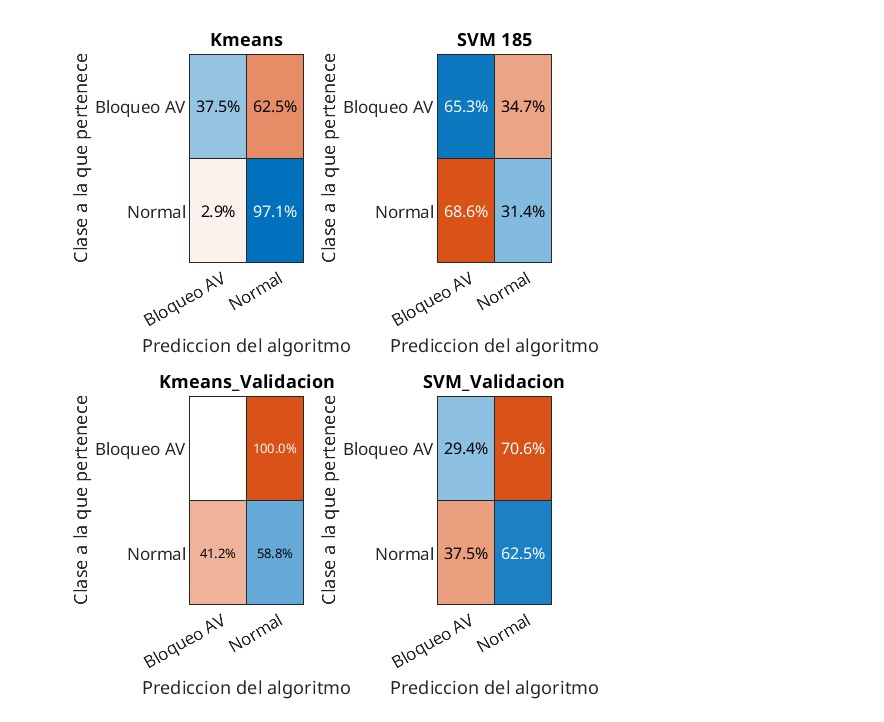 Kmeans
Clase a la que pertenece
Bloqueo AV
37.5% 62.5%
Normal
2.9% 97.1%
Bloqueo AV
Normal
Prediccion del algoritmo
SVM 185
Clase a la que pertenece
Bloqueo AV
65.3% 34.7%
Normal
68.6% 31.4%
Bloqueo AV
Normal
Prediccion del algoritmo
Kmeans_Validacion
Clase a la que pertenece
Bloqueo AV
100.0%
Normal
41.2% 58.8%
Bloqueo AV
Normal
Prediccion del algoritmo
SVM_Validacion
Clase a la que pertenece
Bloqueo AV
29.4% 70.6%
Normal
37.5% 62.5%
Bloqueo AV
Normal
Prediccion del algoritmo